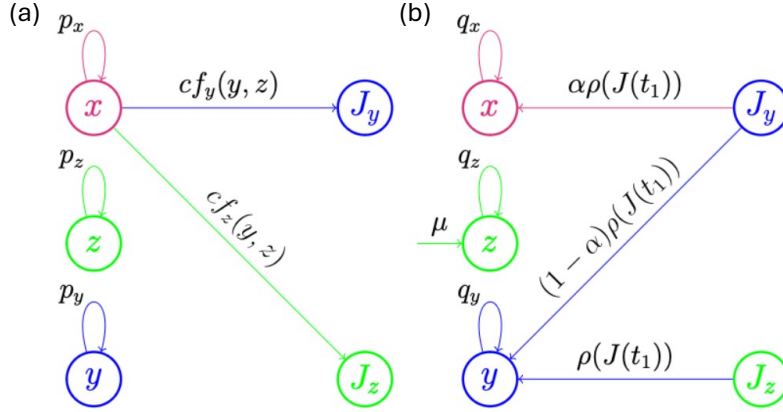 (a)
p_x
x
cf_y(y, z)
J_y
p_z
z
cf_z(y, z)
p_y
y
J_z
(b)
q_x
x
αρ(J(t_1))
J_y
q_z
μ
z
(1 − α)ρ(J(t_1))
q_y
y
ρ(J(t_1))
J_z